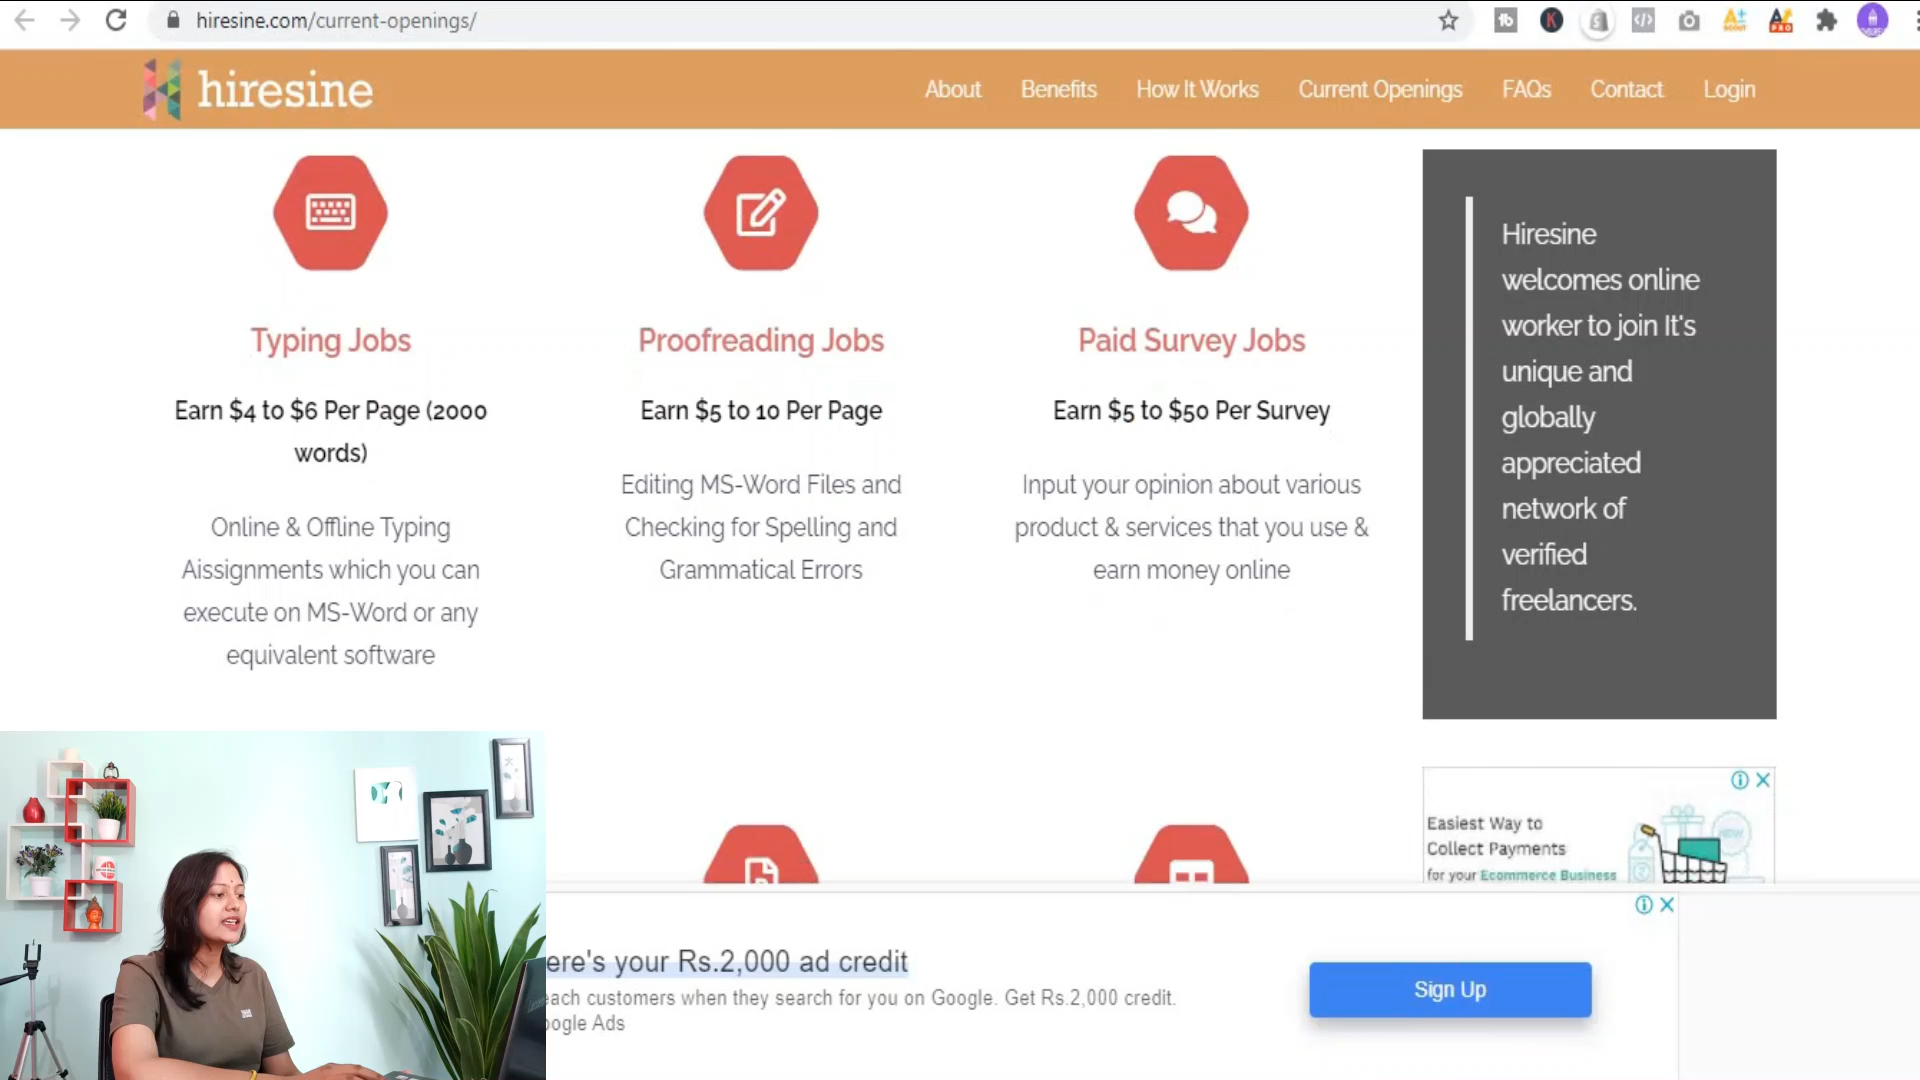 hiresine.com/current-openings/
hiresine
About Benefits How It Works Current Openings FAQs Contact Login
Typing Jobs
Earn $4 to $6 Per Page (2000
words)
Online & Offline Typing
Aissignments which you can
execute on MS-Word or any
equivalent software
Proofreading Jobs
Earn $5 to 10 Per Page
Editing MS-Word Files and
Checking for Spelling and
Grammatical Errors
Paid Survey Jobs
Earn $5 to $50 Per Survey
Input your opinion about various
product & services that you use &
earn money online
Hiresine
welcomes online
worker to join It's
unique and
globally
appreciated
network of
verified
freelancers.
Easiest Way to
Collect Payments
for your Ecommerce Business
NEW
ere's your Rs.2,000 ad credit
each customers when they search for you on Google. Get Rs.2,000 credit.
oogle Ads
Sign Up